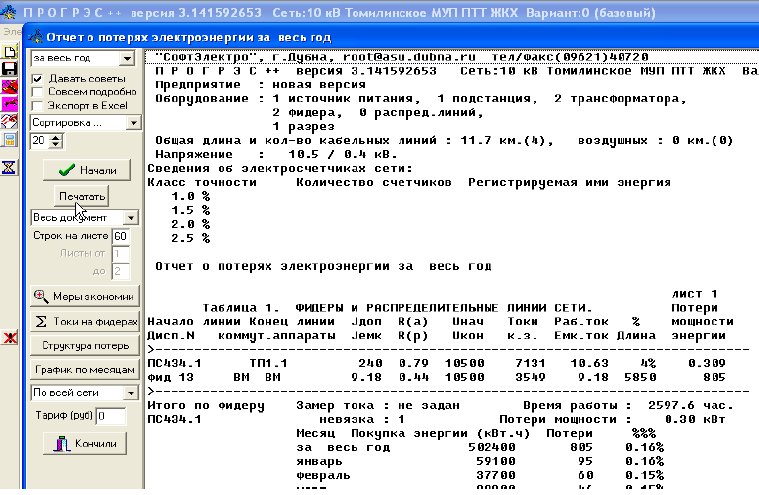 П Р О Г Р Э С ++ версия 3.141592653 Сеть:10 кВ Томилинское МУП ПТТ ЖКХ Вариант:0 (базовый)
Эле
Отчет о потерях электроэнергии за весь год
за весь год
Давать советы
Совсем подробно
Экспорт в Excel
Сортировка ...
20
Начали
Печатать
Весь документ
Строк на листе 60
Листы от 1
до 2
Меры экономии
Токи на фидерах
Структура потерь
График по месяцам
По всей сети
Тариф (руб) 0
Кончили
"СофтЭлектро", г.Дубна, root@asu.dubna.ru тел/факс(09621)40720
П Р О Г Р Э С ++ версия 3.141592653 Сеть:10 кВ Томилинское МУП ПТТ ЖКХ Ва
Предприятие : новая версия
Оборудование : 1 источник питания, 1 подстанция, 2 трансформатора,
2 фидера, 0 распред.линий,
1 разрез
Общая длина и кол-во кабельных линий : 11.7 км.(4), воздушных : 0 км.(0)
Напряжение : 10.5 / 0.4 кВ.
Сведения об электросчетчиках сети:
Класс точности Количество счетчиков Регистрируемая ими энергия
1.0 %
1.5 %
2.0 %
2.5 %
Отчет о потерях электроэнергии за весь год
лист 1
Таблица 1. ФИДЕРЫ и РАСПРЕДЕЛИТЕЛЬНЫЕ ЛИНИИ СЕТИ. Потери
Начало линии Конец линии Jдоп R(а) Uнач Токи Раб.ток % мощности
Дисп.N коммут.аппараты Jемк R(р) Uкон к.з. Емк.ток Длина энергии
>--------------------------------------------------------------------------
ПС434.1 ТП1.1 240 0.79 10500 7131 10.63 4% 0.309
фид 13 ВМ ВМ 9.18 0.44 10500 3549 9.18 5850 805
>--------------------------------------------------------------------------
Итого по фидеру Замер тока : не задан Время работы : 2597.6 час.
ПС434.1 невязка : 1 Потери мощности : 0.30 кВт
Месяц Покупка энергии (кВт.ч) Потери %%%
за весь год 502400 805 0.16%
январь 59100 95 0.16%
февраль 37700 60 0.15%